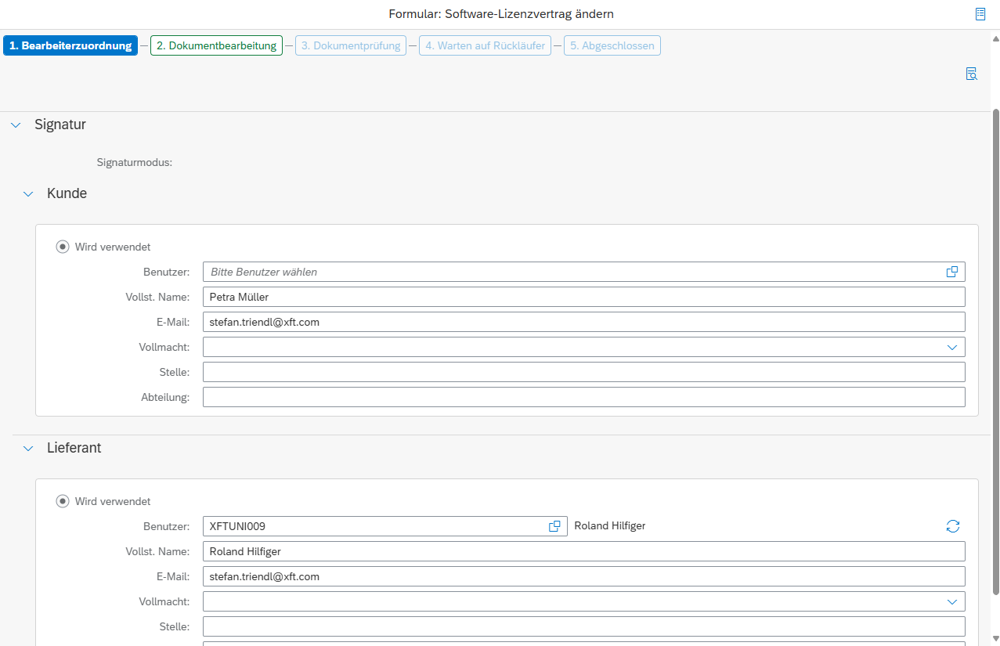 Formular: Software-Lizenzvertrag ändern
1. Bearbeiterzuordnung 2. Dokumentbearbeitung 3. Dokumentprüfung 4. Warten auf Rückläufer 5. Abgeschlossen
Signatur
Signaturmodus:
Kunde
Wird verwendet
Benutzer: Bitte Benutzer wählen
Vollst. Name: Petra Müller
E-Mail: stefan.triendl@xft.com
Vollmacht:
Stelle:
Abteilung:
Lieferant
Wird verwendet
Benutzer: XFTUNI009 Roland Hilfiger
Vollst. Name: Roland Hilfiger
E-Mail: stefan.triendl@xft.com
Vollmacht:
Stelle: